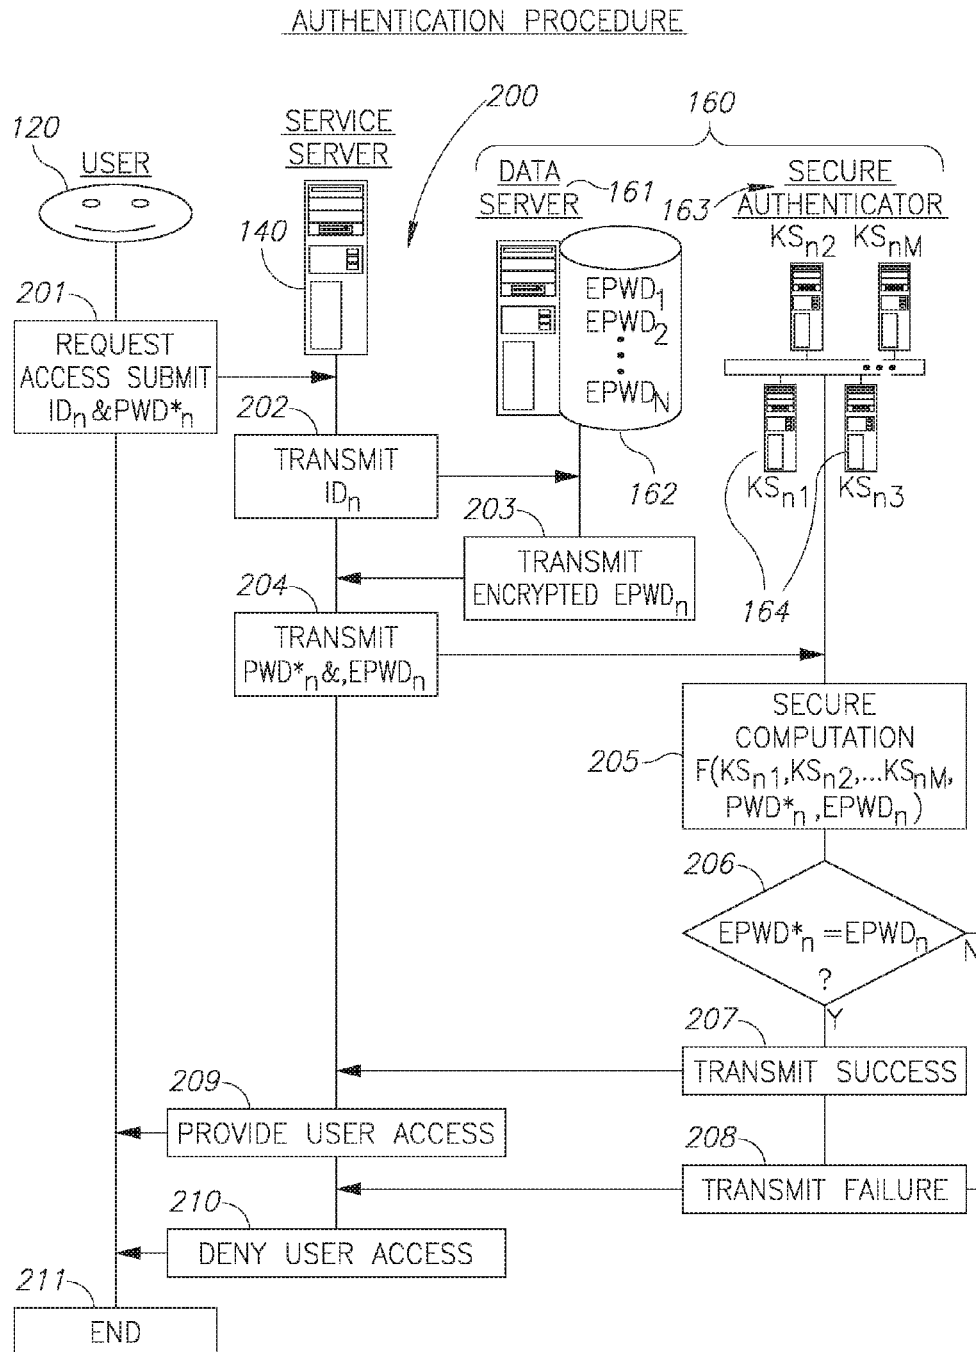 AUTHENTICATION PROCEDURE
200
160
120
USER
SERVICE
SERVER
DATA
SERVER
161
163
SECURE
AUTHENTICATOR
KSn2 KSnM
140
EPWD1
EPWD2
EPWDN
201
REQUEST
ACCESS SUBMIT
IDn&PWD*n
202
TRANSMIT
IDn
162
KSn1 KSn3
203
TRANSMIT
ENCRYPTED EPWDn
164
204
TRANSMIT
PWD*n&,EPWDn
205
SECURE
COMPUTATION
F(KSn1,KSn2,...KSnM,
PWD*n,EPWDn)
206
EPWD*n=EPWDn
?
N
Y
207
TRANSMIT SUCCESS
209
PROVIDE USER ACCESS
208
TRANSMIT FAILURE
210
DENY USER ACCESS
211
END